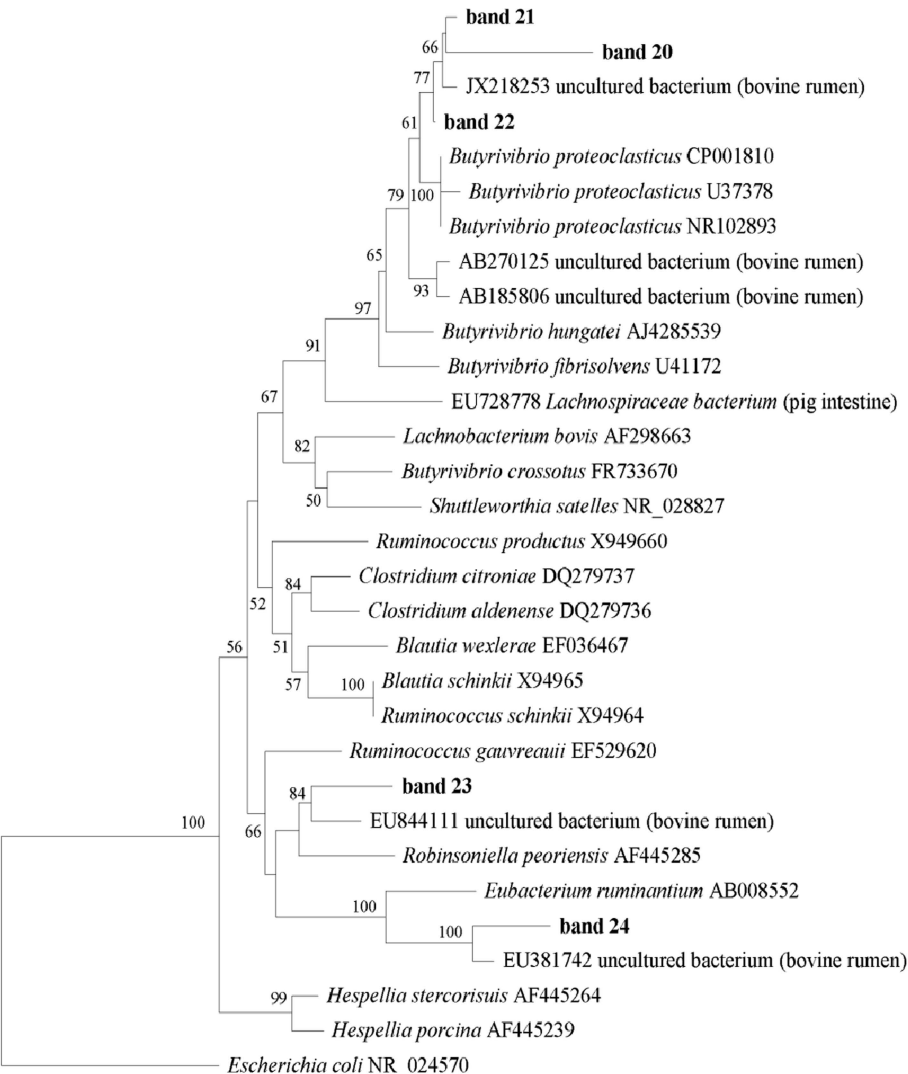 band 21
66
band 20
77
JX218253 uncultured bacterium (bovine rumen)
61
band 22
Butyrivibrio proteoclasticus CP001810
79
100
Butyrivibrio proteoclasticus U37378
Butyrivibrio proteoclasticus NR102893
65
AB270125 uncultured bacterium (bovine rumen)
93
AB185806 uncultured bacterium (bovine rumen)
97
Butyrivibrio hungatei AJ4285539
91
Butyrivibrio fibrisolvens U41172
67
EU728778 Lachnospiraceae bacterium (pig intestine)
82
Lachnobacterium bovis AF298663
Butyrivibrio crossotus FR733670
50
Shuttleworthia satelles NR_028827
Ruminococcus productus X949660
84
Clostridium citroniae DQ279737
52
Clostridium aldenense DQ279736
56
51
Blautia wexlerae EF036467
57
100
Blautia schinkii X94965
Ruminococcus schinkii X94964
Ruminococcus gauvreauii EF529620
84
band 23
100
66
EU844111 uncultured bacterium (bovine rumen)
Robinsoniella peoriensis AF445285
Eubacterium ruminantium AB008552
100
100
band 24
EU381742 uncultured bacterium (bovine rumen)
99
Hespellia stercorisuis AF445264
Hespellia porcina AF445239
Escherichia coli NR_024570